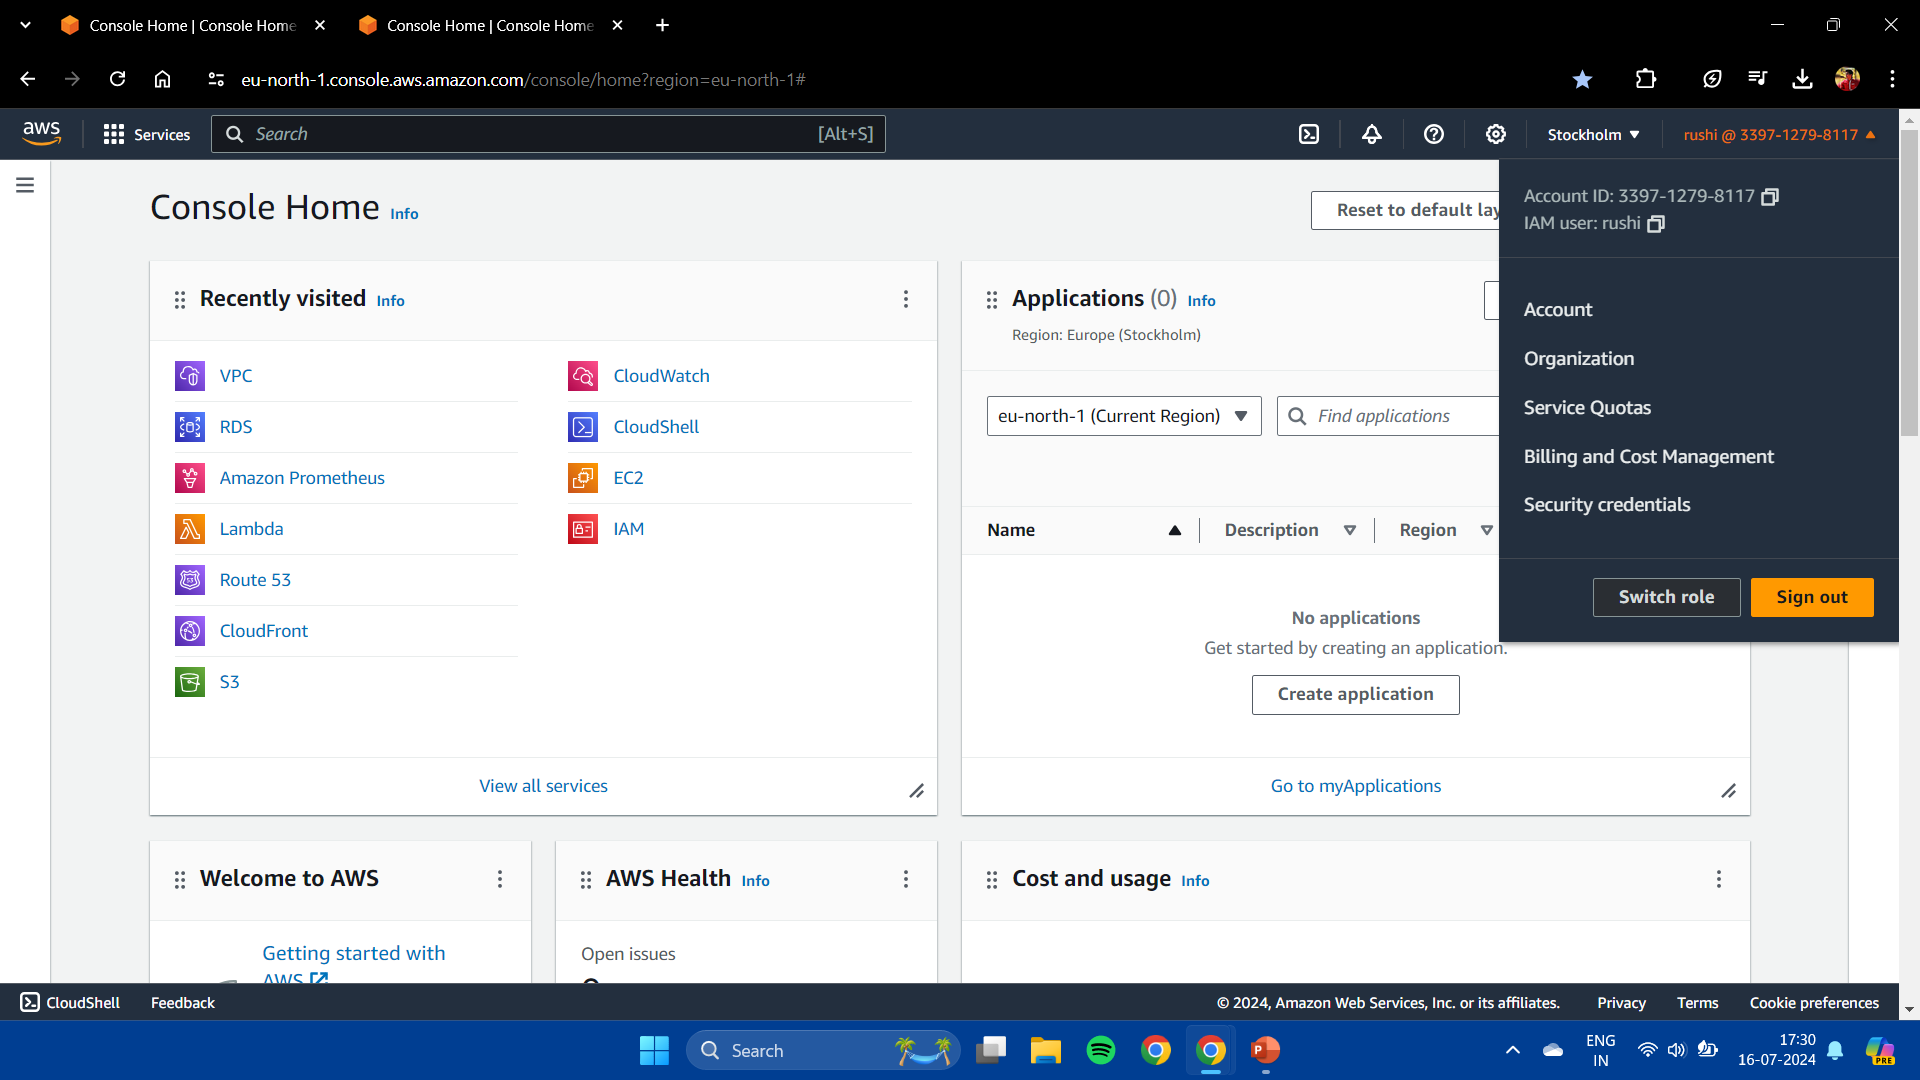 Console Home | Console Home
Console Home | Console Home
eu-north-1.console.aws.amazon.com/console/home?region=eu-north-1#
aws
Services
Search
[Alt+S]
Stockholm
rushi @ 3397-1279-8117
Account ID: 3397-1279-8117
IAM user: rushi
Account
Organization
Service Quotas
Billing and Cost Management
Security credentials
Switch role
Sign out
Console Home Info
Reset to default lay
Recently visited Info
VPC
RDS
Amazon Prometheus
Lambda
Route 53
CloudFront
S3
CloudWatch
CloudShell
EC2
IAM
View all services
Applications (0) Info
Region: Europe (Stockholm)
eu-north-1 (Current Region)
Find applications
Name
Description
Region
No applications
Get started by creating an application.
Create application
Go to myApplications
Welcome to AWS
Getting started with
AWS
AWS Health Info
Open issues
Cost and usage Info
CloudShell
Feedback
© 2024, Amazon Web Services, Inc. or its affiliates.
Privacy
Terms
Cookie preferences
Search
ENG
IN
17:30
16-07-2024
PRE